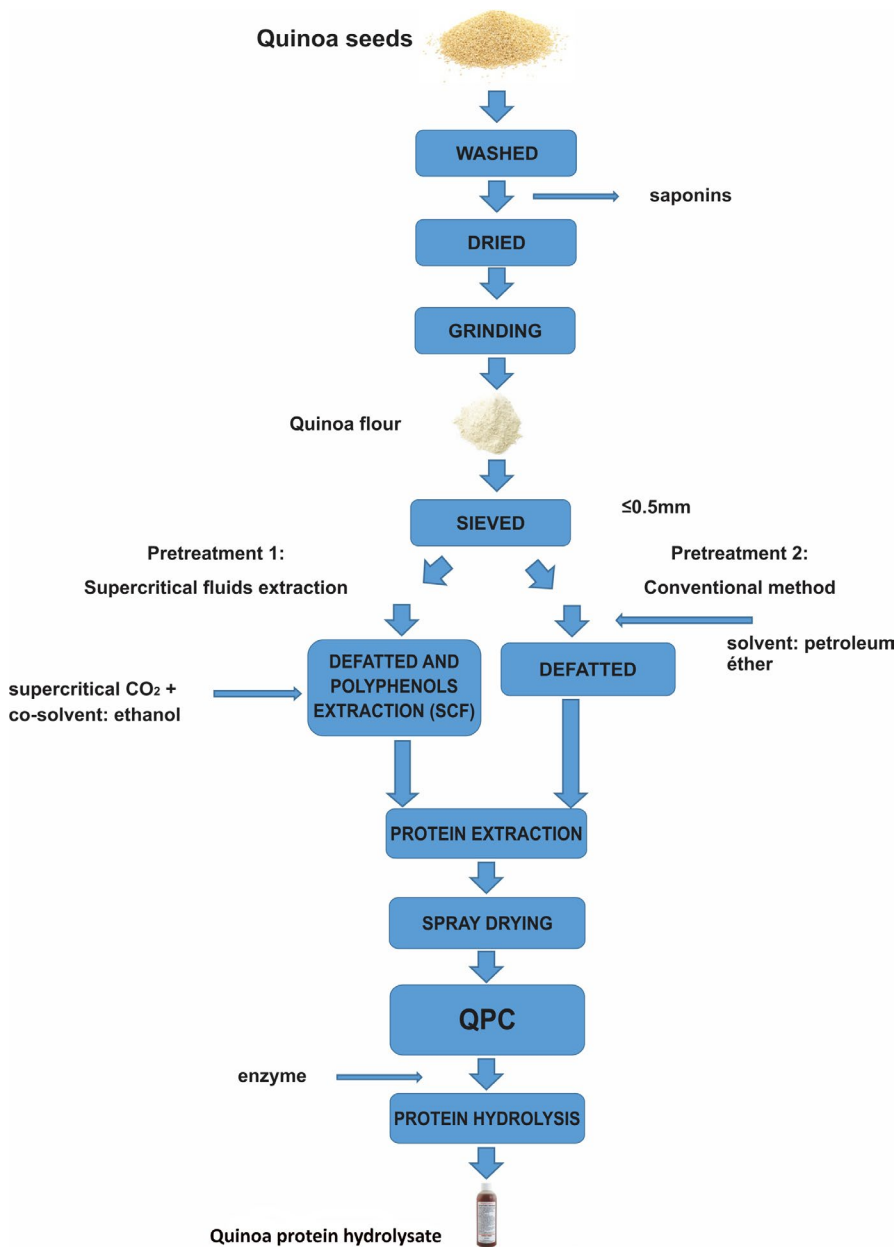 Quinoa seeds
WASHED
saponins
DRIED
GRINDING
Quinoa flour
SIEVED
≤0.5mm
Pretreatment 1:
Supercritical fluids extraction
Pretreatment 2:
Conventional method
solvent: petroleum
éther
DEFATTED AND
POLYPHENOLS
EXTRACTION (SCF)
DEFATTED
supercritical CO₂ +
co-solvent: ethanol
PROTEIN EXTRACTION
SPRAY DRYING
QPC
enzyme
PROTEIN HYDROLYSIS
Quinoa protein hydrolysate